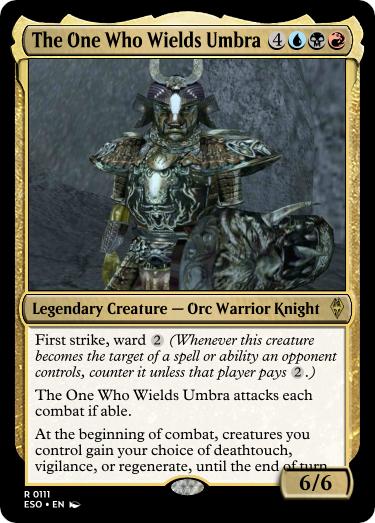 The One Who Wields Umbra 4
Legendary Creature — Orc Warrior Knight
First strike, ward 2 (Whenever this creature
becomes the target of a spell or ability an opponent
controls, counter it unless that player pays 2.)
The One Who Wields Umbra attacks each
combat if able.
At the beginning of combat, creatures you
control gain your choice of deathtouch,
vigilance, or regenerate, until the end of turn
6/6
R 0111
ESO • EN